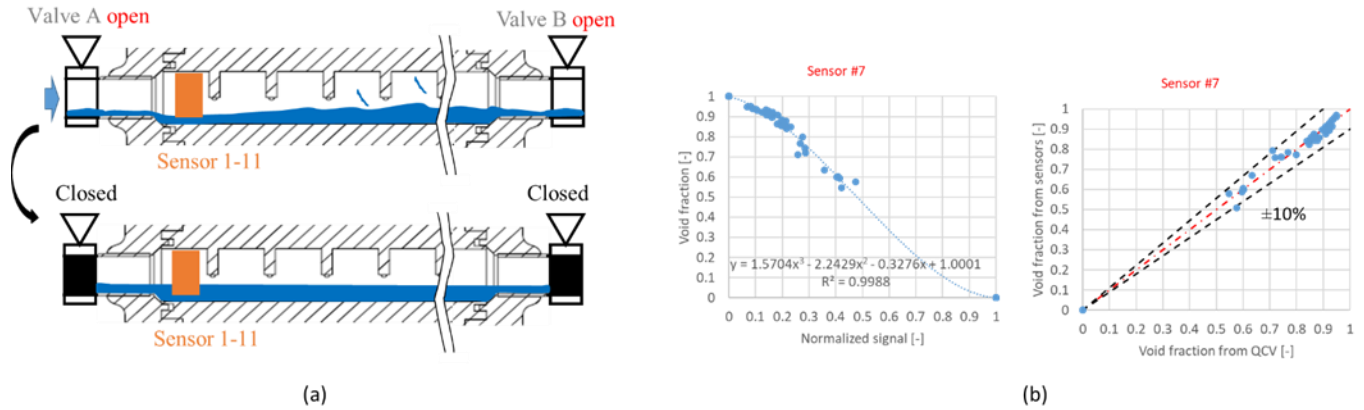 Valve A open
Valve B open
Sensor 1-11
Closed
Closed
Sensor 1-11
(a)
Sensor #7
Void fraction [-]
1
0.9
0.8
0.7
0.6
0.5
0.4
0.3
0.2
0.1
0
y = 1.5704x³ - 2.2429x² - 0.3276x + 1.0001
R² = 0.9988
0 0.1 0.2 0.3 0.4 0.5 0.6 0.7 0.8 0.9 1
Normalized signal [-]
Sensor #7
Void fraction from sensors [-]
1
0.9
0.8
0.7
0.6
0.5
0.4
0.3
0.2
0.1
0
±10%
0 0.1 0.2 0.3 0.4 0.5 0.6 0.7 0.8 0.9 1
Void fraction from QCV [-]
(b)